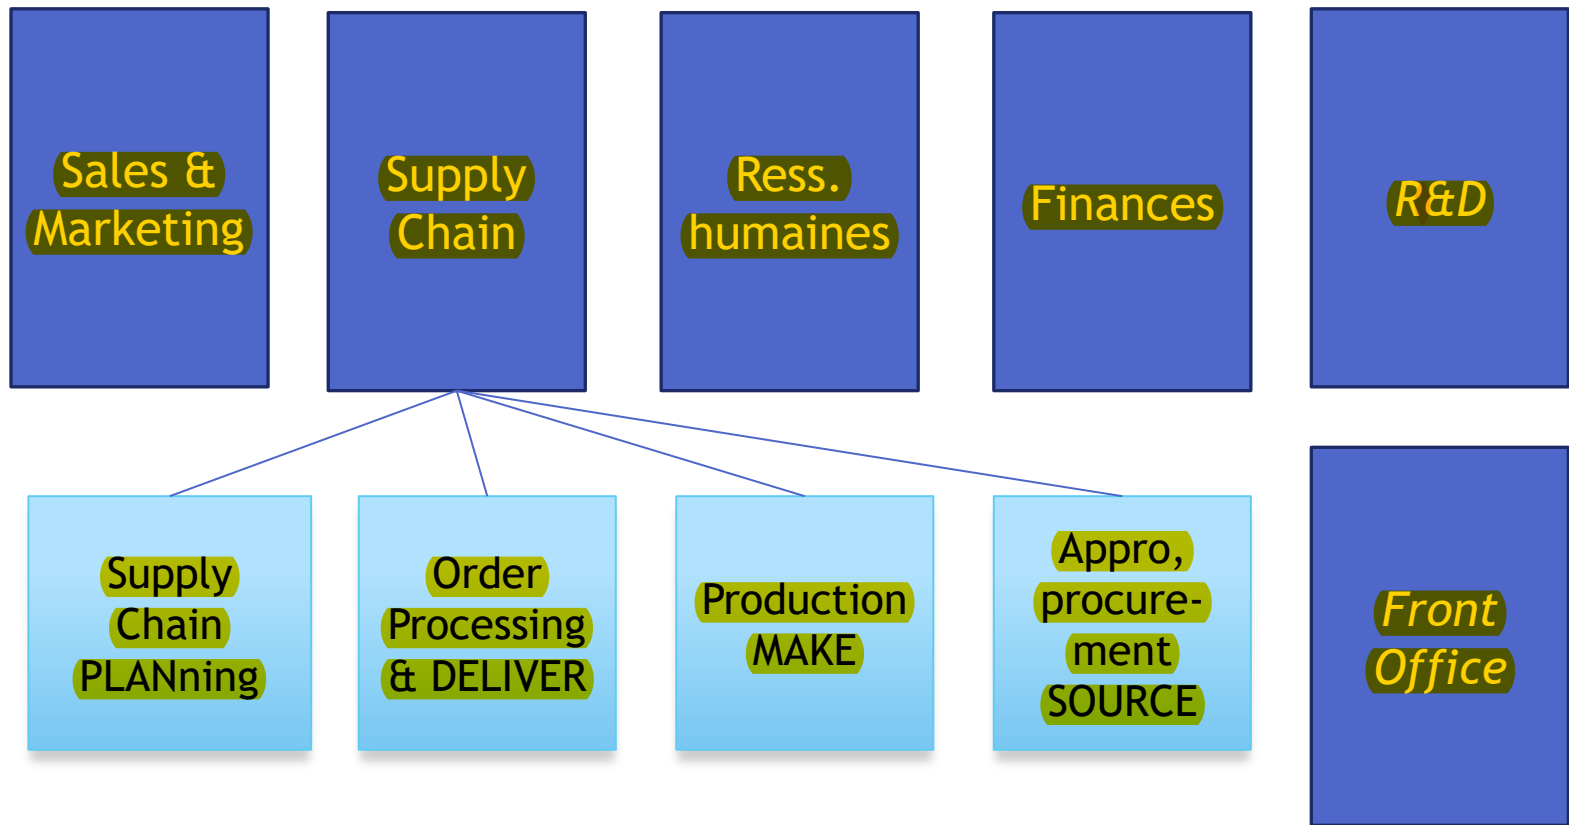 Sales &
Marketing
Supply
Chain
Ress.
humaines
Finances
R&D
Supply
Chain
PLANning
Order
Processing
& DELIVER
Production
MAKE
Appro,
procure-
ment
SOURCE
Front
Office